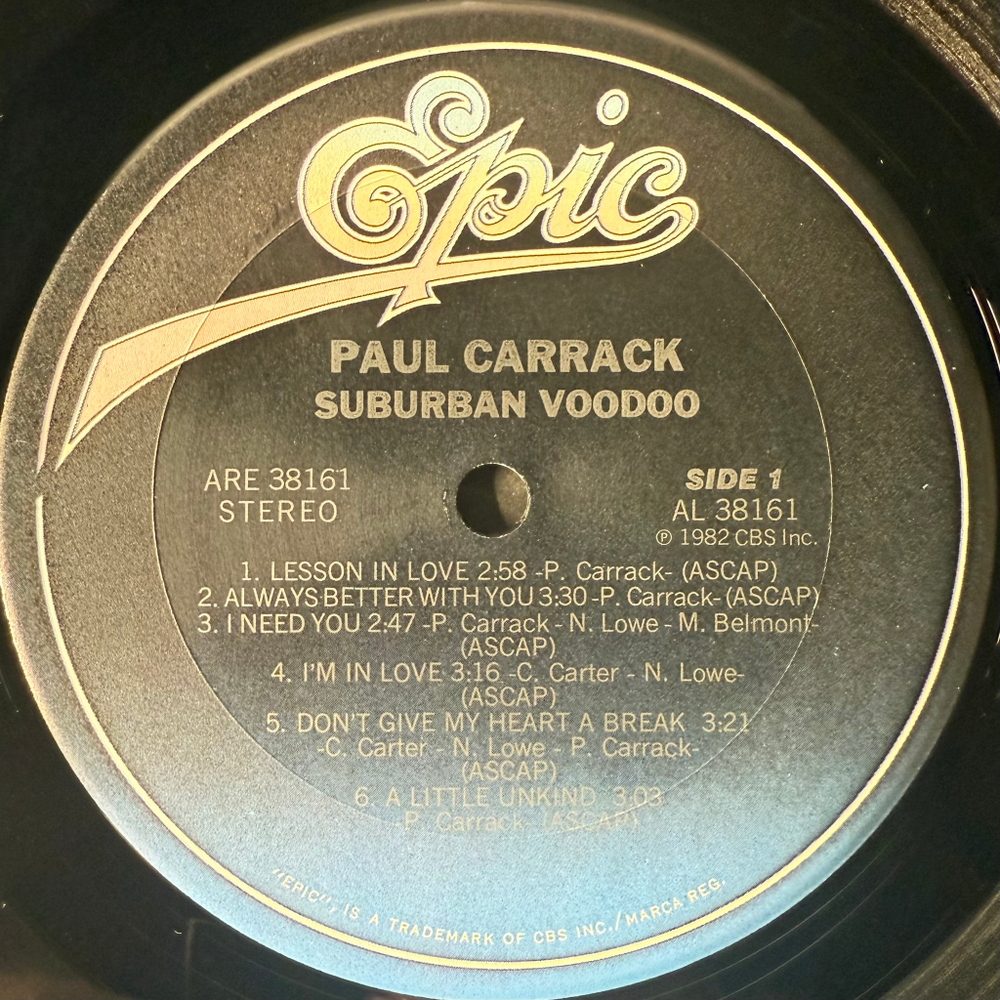 Epic
PAUL CARRACK
SUBURBAN VOODOO
ARE 38161
STEREO
SIDE 1
AL 38161
℗ 1982 CBS Inc.
1. LESSON IN LOVE 2:58 -P. Carrack- (ASCAP)
2. ALWAYS BETTER WITH YOU 3:30 -P. Carrack- (ASCAP)
3. I NEED YOU 2:47 -P. Carrack - N. Lowe - M. Belmont-
(ASCAP)
4. I'M IN LOVE 3:16 -C. Carter - N. Lowe-
(ASCAP)
5. DON'T GIVE MY HEART A BREAK 3:21
-C. Carter - N. Lowe - P. Carrack-
(ASCAP)
6. A LITTLE UNKIND 3:03
P. Carrack (ASCAP)
"EPIC", IS A TRADEMARK OF CBS INC./MARCA REG.